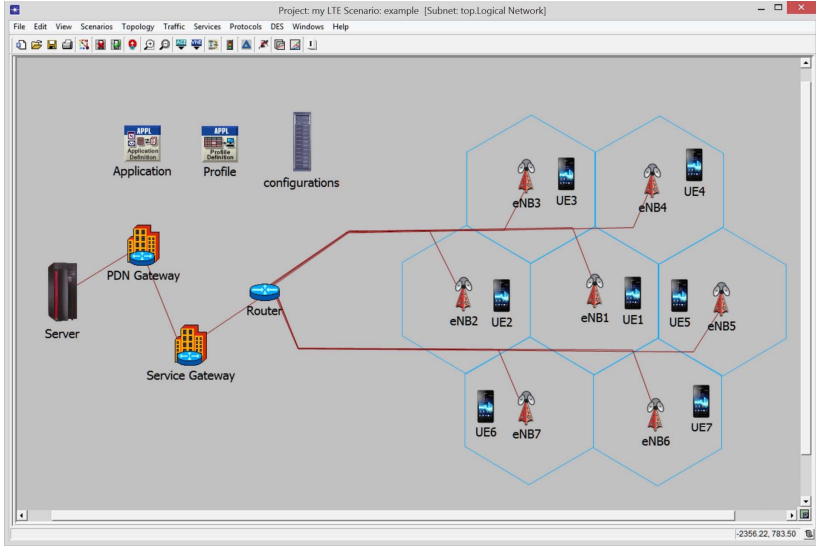 Project: my LTE Scenario: example [Subnet: top.Logical Network]
File Edit View Scenarios Topology Traffic Services Protocols DES Windows Help
APPL
Application
Definition
Application
APPL
Profile
Definition
Profile
configurations
eNB3
UE3
eNB4
UE4
PDN Gateway
Server
Router
Service Gateway
eNB2
UE2
eNB1
UE1
UE5
eNB5
UE6
eNB7
eNB6
UE7
-2356.22, 783.50